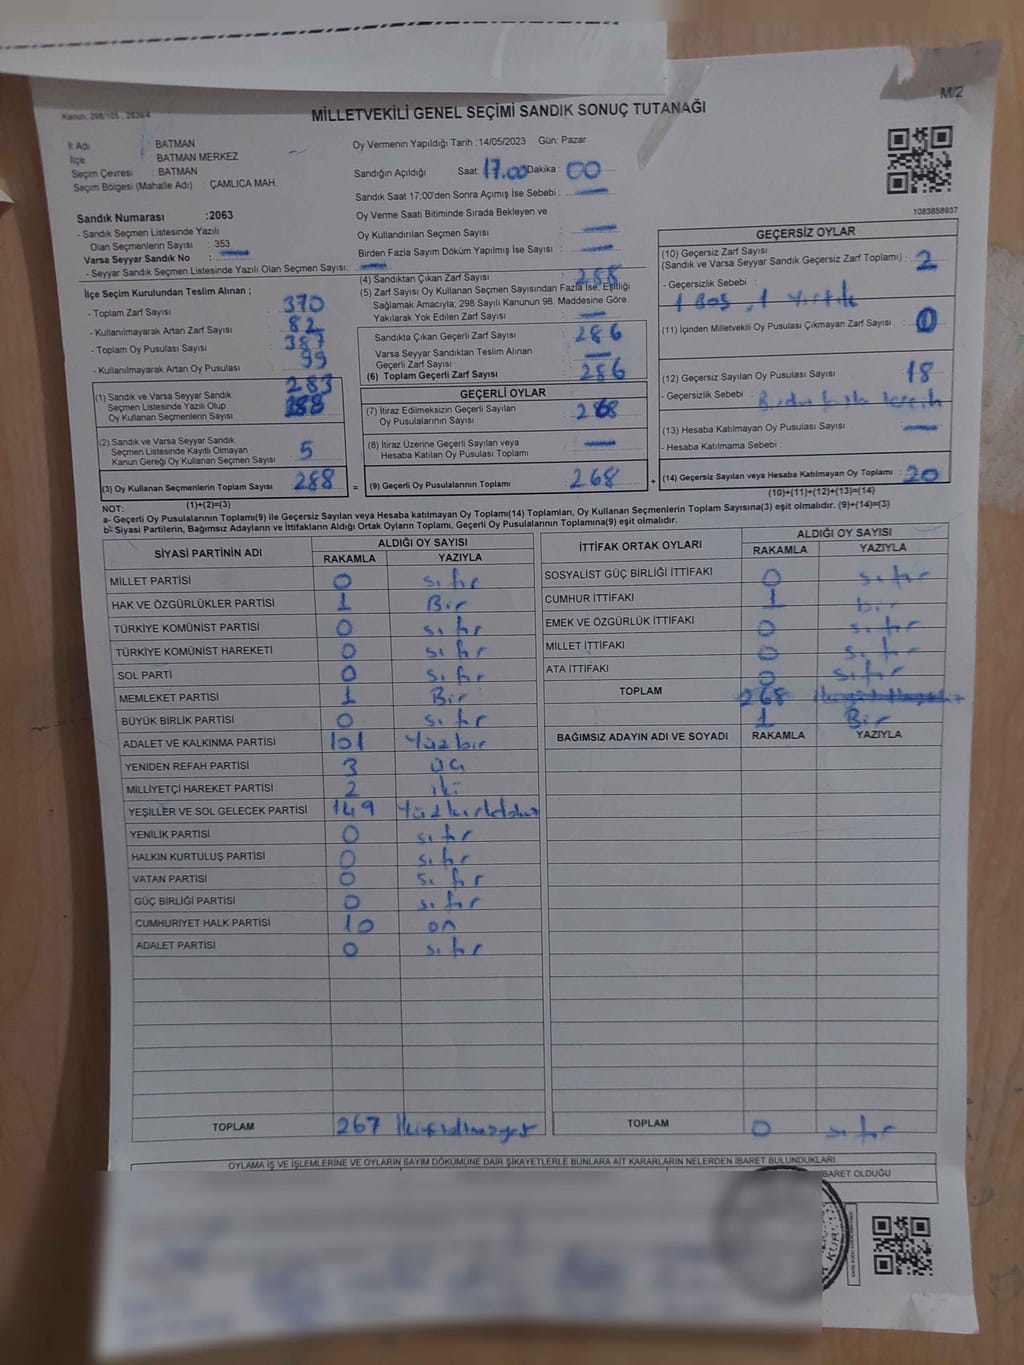 M/2
Kanun: 298/105 , 2839/4
MİLLETVEKİLİ GENEL SEÇİMİ SANDIK SONUÇ TUTANAĞI
İl Adı : BATMAN
İlçe : BATMAN MERKEZ
Seçim Çevresi : BATMAN
Seçim Bölgesi (Mahalle Adı) : ÇAMLICA MAH.
Sandık Numarası :2063
- Sandık Seçmen Listesinde Yazılı
Olan Seçmenlerin Sayısı : 353
Varsa Seyyar Sandık No :
- Seyyar Sandık Seçmen Listesinde Yazılı Olan Seçmen Sayısı:
Oy Vermenin Yapıldığı Tarih :14/05/2023 Gün: Pazar
Sandığın Açıldığı Saat: 17.00 Dakika : 00
Sandık Saat 17:00'den Sonra Açılmış İse Sebebi :
Oy Verme Saati Bitiminde Sırada Bekleyen ve
Oy Kullandırılan Seçmen Sayısı :
Birden Fazla Sayım Döküm Yapılmış İse Sayısı :
1083858937
İlçe Seçim Kurulundan Teslim Alınan ;
- Toplam Zarf Sayısı : 370
- Kullanılmayarak Artan Zarf Sayısı : 82
- Toplam Oy Pusulası Sayısı : 387
- Kullanılmayarak Artan Oy Pusulası : 99
(1) Sandık ve Varsa Seyyar Sandık
Seçmen Listesinde Yazılı Olup
Oy Kullanan Seçmenlerin Sayısı : 283
(2) Sandık ve Varsa Seyyar Sandık
Seçmen Listesinde Kayıtlı Olmayan
Kanun Gereği Oy Kullanan Seçmen Sayısı : 5
(3) Oy Kullanan Seçmenlerin Toplam Sayısı : 288
(1)+(2)=(3)
(4) Sandıktan Çıkan Zarf Sayısı : 288
(5) Zarf Sayısı Oy Kullanan Seçmen Sayısından Fazla İse, Eşitliği
Sağlamak Amacıyla; 298 Sayılı Kanunun 98. Maddesine Göre
Yakılarak Yok Edilen Zarf Sayısı :
Sandıkta Çıkan Geçerli Zarf Sayısı : 286
Varsa Seyyar Sandıktan Teslim Alınan
Geçerli Zarf Sayısı :
(6) Toplam Geçerli Zarf Sayısı : 286
GEÇERLİ OYLAR
(7) İtiraz Edilmeksizin Geçerli Sayılan
Oy Pusulalarının Sayısı : 268
(8) İtiraz Üzerine Geçerli Sayılan veya
Hesaba Katılan Oy Pusulası Toplamı :
= (9) Geçerli Oy Pusulalarının Toplamı : 268 +
GEÇERSİZ OYLAR
(10) Geçersiz Zarf Sayısı
(Sandık ve Varsa Seyyar Sandık Geçersiz Zarf Toplamı) : 2
- Geçersizlik Sebebi :
1 Boş, 1 Yırtık
(11) İçinden Milletvekili Oy Pusulası Çıkmayan Zarf Sayısı : 0
(12) Geçersiz Sayılan Oy Pusulası Sayısı : 18
- Geçersizlik Sebebi :
(13) Hesaba Katılmayan Oy Pusulası Sayısı :
- Hesaba Katılmama Sebebi :
(14) Geçersiz Sayılan veya Hesaba Katılmayan Oy Toplamı : 20
(10)+(11)+(12)+(13)=(14)
NOT:
a- Geçerli Oy Pusulalarının Toplamı(9) ile Geçersiz Sayılan veya Hesaba katılmayan Oy Toplamı(14) Toplamları, Oy Kullanan Seçmenlerin Toplam Sayısına(3) eşit olmalıdır. (9)+(14)=(3)
b- Siyasi Partilerin, Bağımsız Adayların ve İttifakların Aldığı Ortak Oyların Toplamı, Geçerli Oy Pusulalarının Toplamına(9) eşit olmalıdır.
SİYASİ PARTİNİN ADI ALDIĞI OY SAYISI
RAKAMLA YAZIYLA
MİLLET PARTİSİ 0 sıfır
HAK VE ÖZGÜRLÜKLER PARTİSİ 1 Bir
TÜRKİYE KOMÜNİST PARTİSİ 0 sıfır
TÜRKİYE KOMÜNİST HAREKETİ 0 sıfır
SOL PARTİ 0 sıfır
MEMLEKET PARTİSİ 1 Bir
BÜYÜK BİRLİK PARTİSİ 0 sıfır
ADALET VE KALKINMA PARTİSİ 101 Yüzbir
YENİDEN REFAH PARTİSİ 3 üç
MİLLİYETÇİ HAREKET PARTİSİ 2 iki
YEŞİLLER VE SOL GELECEK PARTİSİ 149 Yüzkırkdokuz
YENİLİK PARTİSİ 0 sıfır
HALKIN KURTULUŞ PARTİSİ 0 sıfır
VATAN PARTİSİ 0 sıfır
GÜÇ BİRLİĞİ PARTİSİ 0 sıfır
CUMHURİYET HALK PARTİSİ 10 on
ADALET PARTİSİ 0 sıfır
TOPLAM 267 İkiyüzaltmışyedi
İTTİFAK ORTAK OYLARI ALDIĞI OY SAYISI
RAKAMLA YAZIYLA
SOSYALİST GÜÇ BİRLİĞİ İTTİFAKI 0 sıfır
CUMHUR İTTİFAKI 1 bir
EMEK VE ÖZGÜRLÜK İTTİFAKI 0 sıfır
MİLLET İTTİFAKI 0 sıfır
ATA İTTİFAKI 0 sıfır
TOPLAM 268
1 Bir
BAĞIMSIZ ADAYIN ADI VE SOYADI RAKAMLA YAZIYLA
TOPLAM 0 sıfır
OYLAMA İŞ VE İŞLEMLERİNE VE OYLARIN SAYIM DÖKÜMÜNE DAİR ŞİKAYETLERLE BUNLARA AİT KARARLARIN NELERDEN İBARET BULUNDUKLARI
BARET OLDUĞU